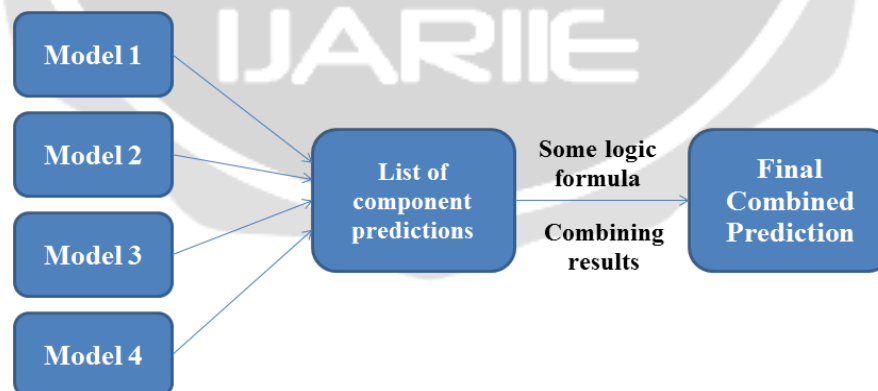 IJARIIE
Model 1
Model 2
Model 3
Model 4
List of
component
predictions
Some logic
formula
Combining
results
Final
Combined
Prediction